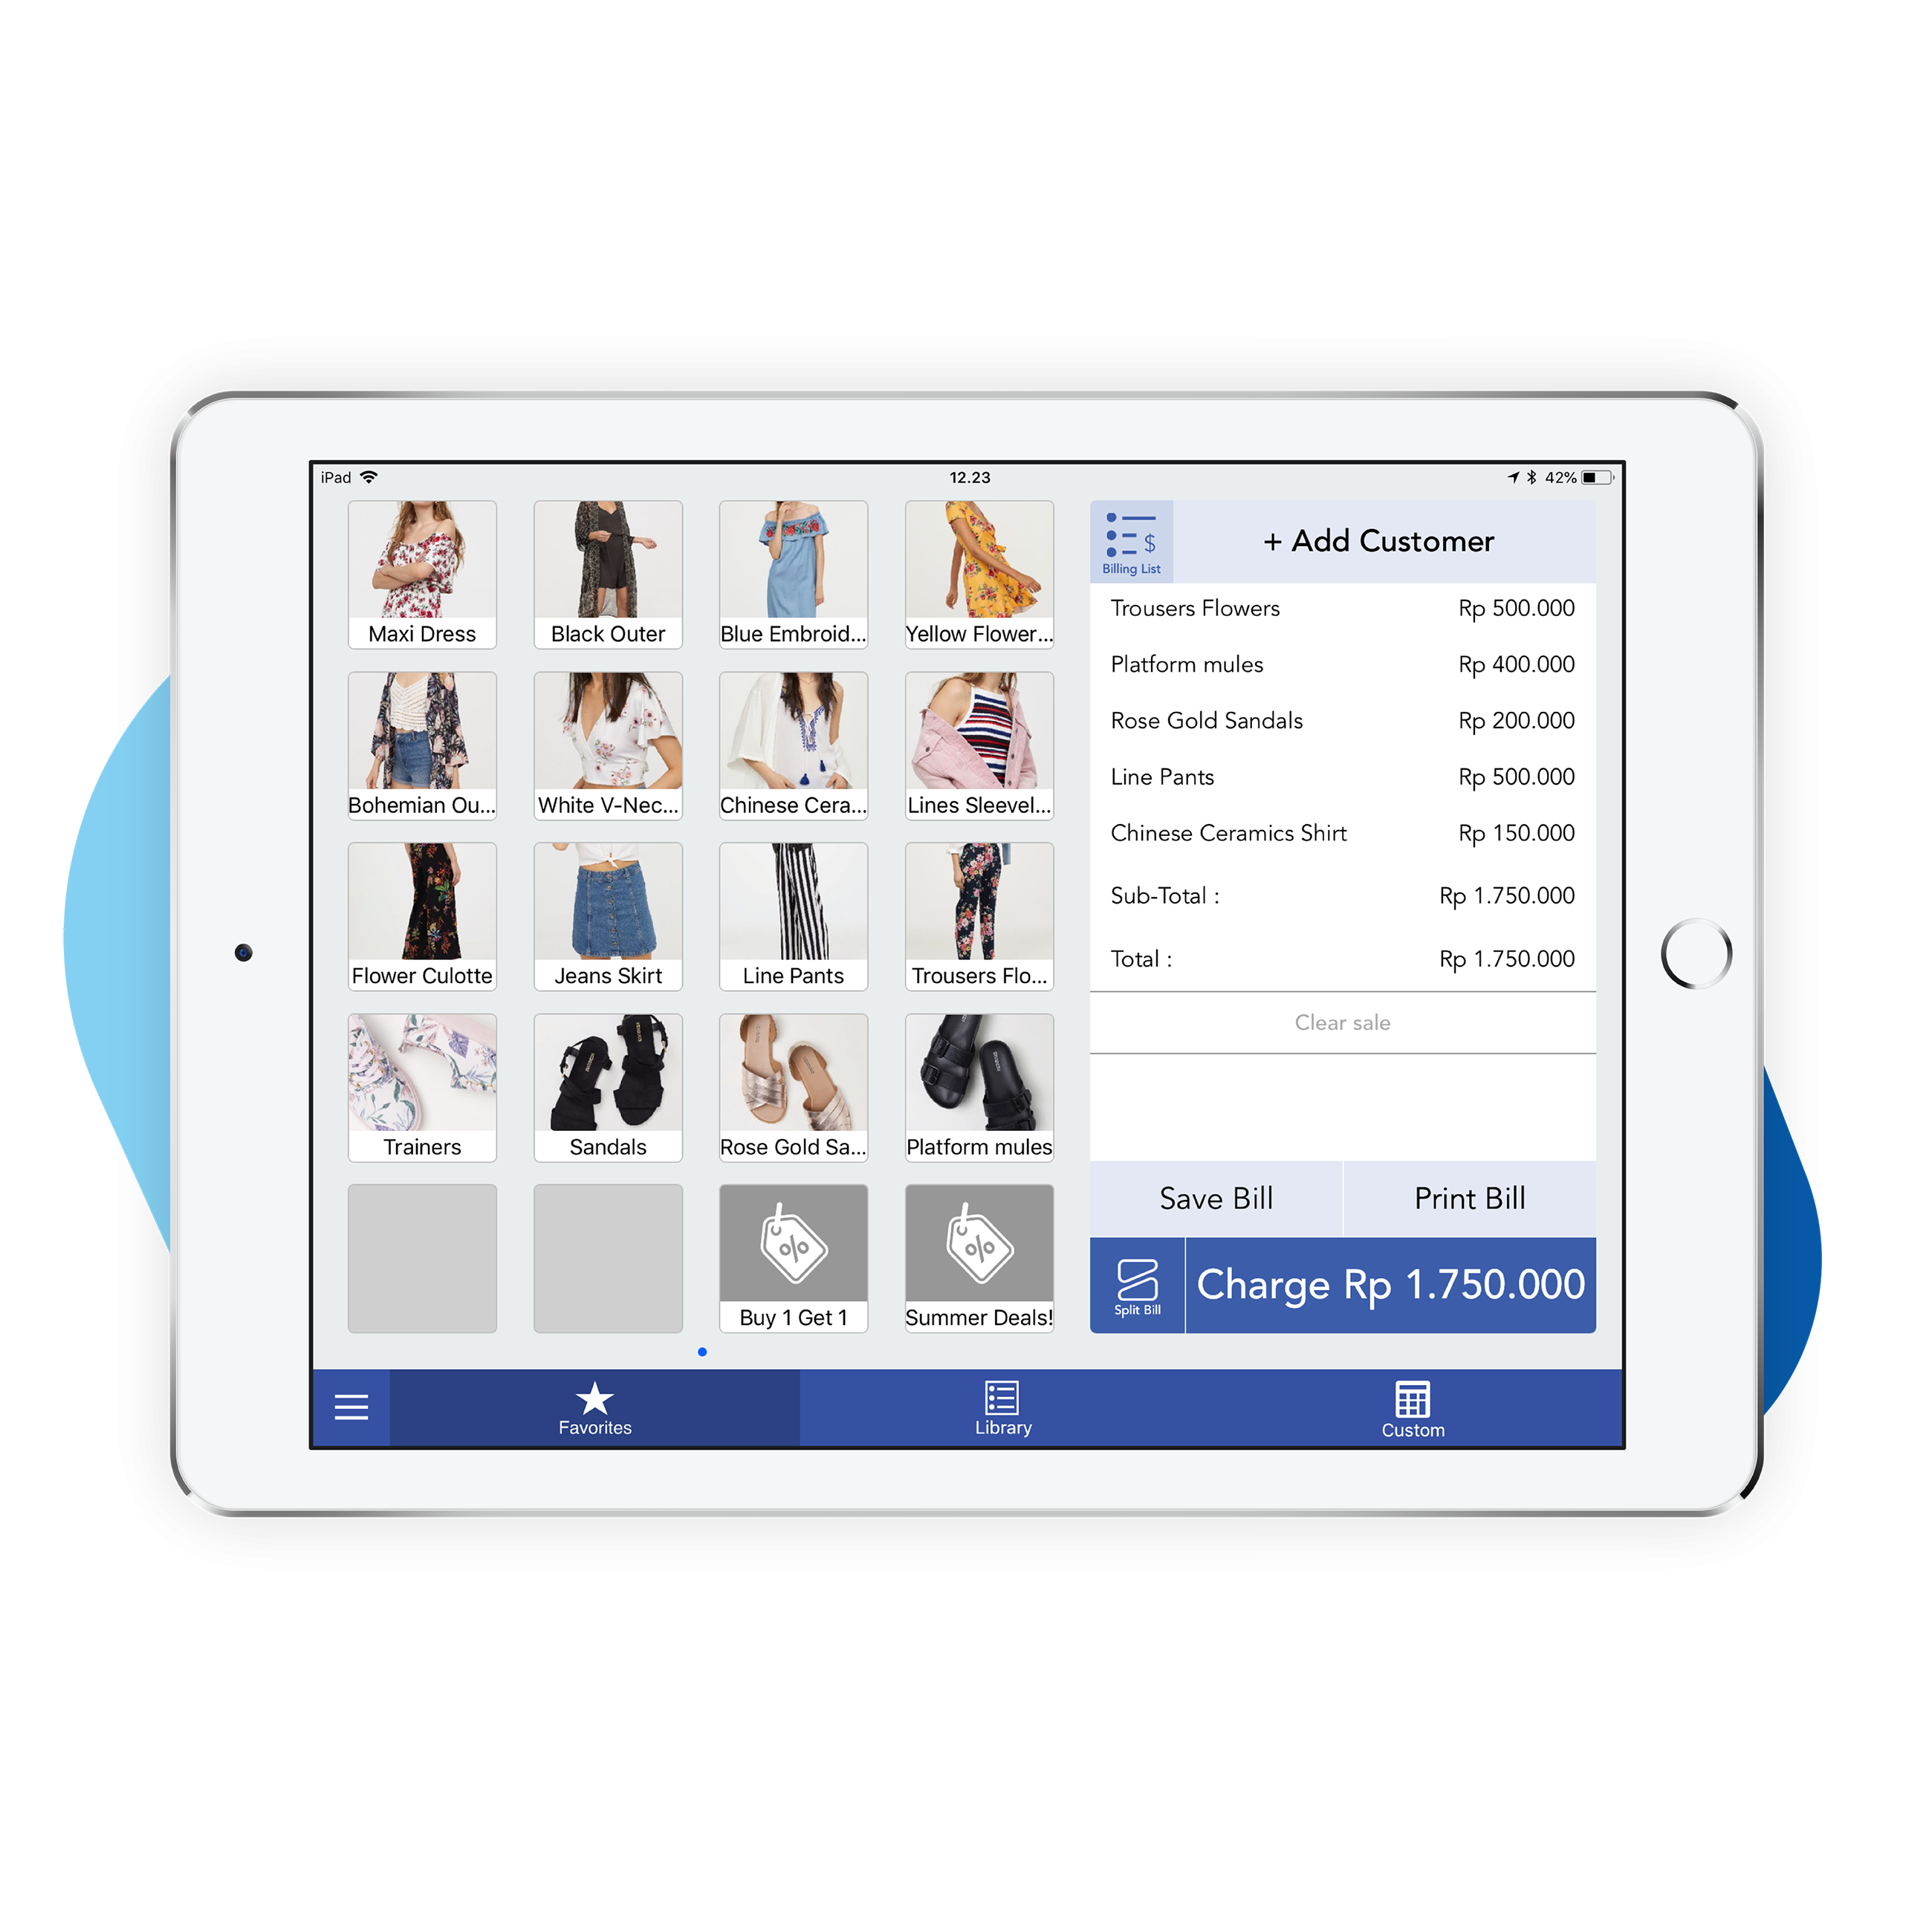 iPad
12.23
42%
Maxi Dress
Black Outer
Blue Embroid...
Yellow Flower...
Bohemian Ou...
White V-Nec...
Chinese Cera...
Lines Sleevel...
Flower Culotte
Jeans Skirt
Line Pants
Trousers Flo...
Trainers
Sandals
Rose Gold Sa...
Platform mules
%
%
Buy 1 Get 1
Summer Deals!
$
Billing List
+ Add Customer
Trousers Flowers Rp 500.000
Platform mules Rp 400.000
Rose Gold Sandals Rp 200.000
Line Pants Rp 500.000
Chinese Ceramics Shirt Rp 150.000
Sub-Total : Rp 1.750.000
Total : Rp 1.750.000
Clear sale
Save Bill
Print Bill
Split Bill
Charge Rp 1.750.000
Favorites
Library
Custom